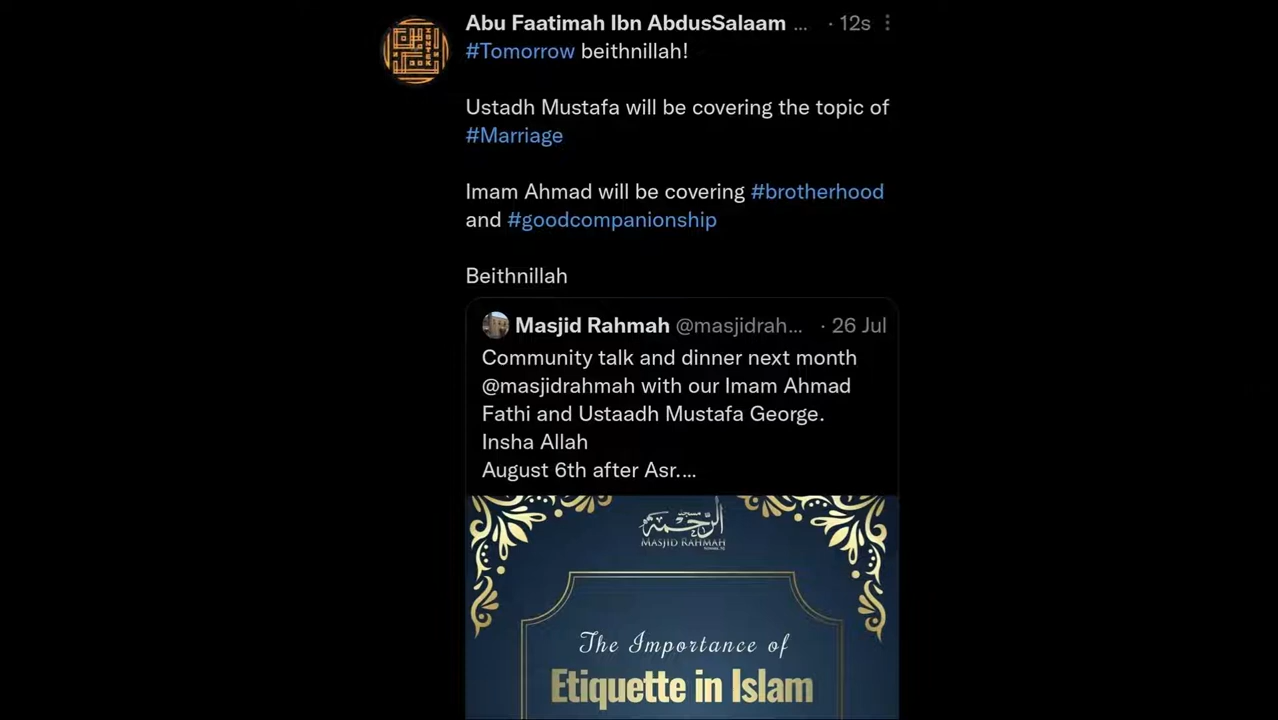 Abu Faatimah Ibn AbdusSalaam ... · 12s
#Tomorrow beithnillah!
Ustadh Mustafa will be covering the topic of
#Marriage
Imam Ahmad will be covering #brotherhood
and #goodcompanionship
Beithnillah
Masjid Rahmah @masjidrah... · 26 Jul
Community talk and dinner next month
@masjidrahmah with our Imam Ahmad
Fathi and Ustaadh Mustafa George.
Insha Allah
August 6th after Asr....
مسجد الرَّحمة
MASJID RAHMAH
The Importance of
Etiquette in Islam